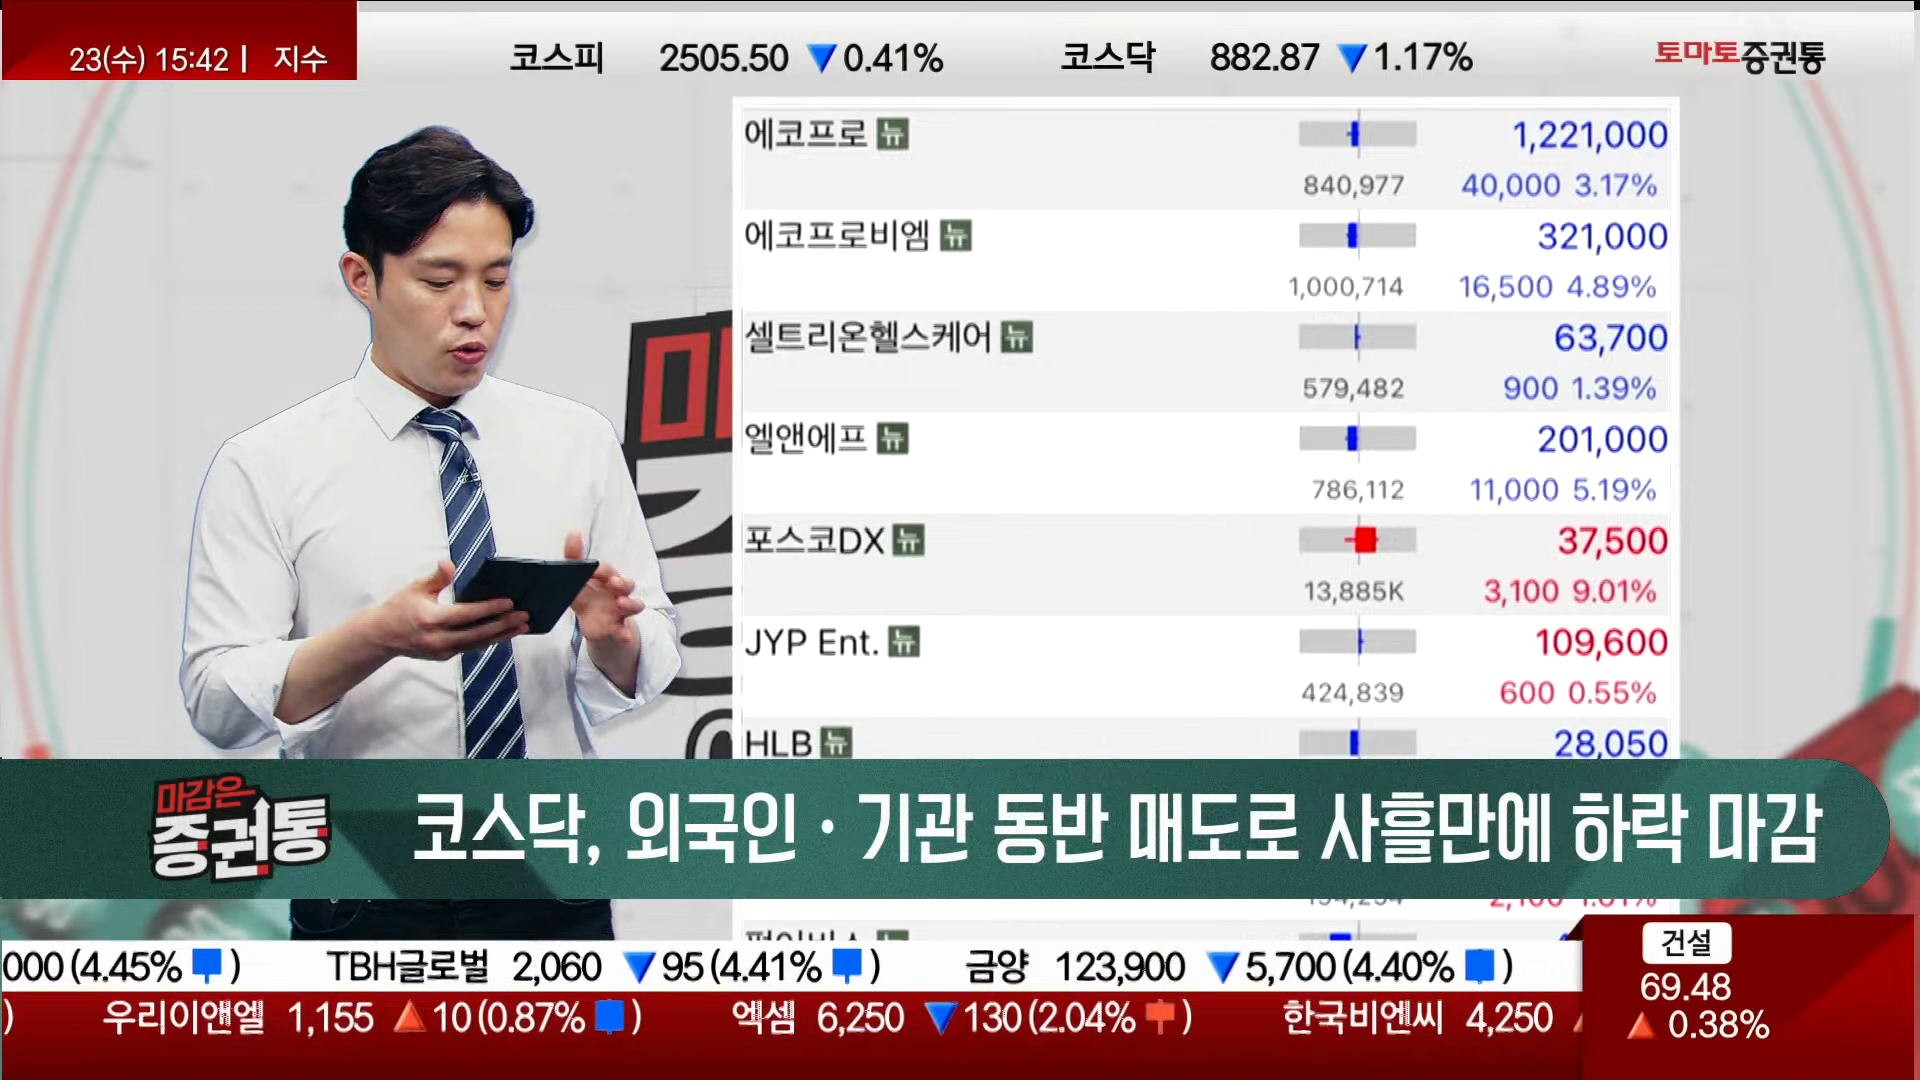 23(수) 15:42 | 지수
코스피 2505.50 ▼0.41%
코스닥 882.87 ▼1.17%
토마토증권통
에코프로 뉴
1,221,000
840,977
40,000 3.17%
에코프로비엠 뉴
321,000
1,000,714
16,500 4.89%
셀트리온헬스케어 뉴
63,700
579,482
900 1.39%
엘앤에프 뉴
201,000
786,112
11,000 5.19%
포스코DX 뉴
37,500
13,885K
3,100 9.01%
JYP Ent. 뉴
109,600
424,839
600 0.55%
HLB 뉴
28,050
마감은
증권통
코스닥, 외국인·기관 동반 매도로 사흘만에 하락 마감
000(4.45% ) TBH글로벌 2,060 ▼95(4.41% ) 금양 123,900 ▼5,700(4.40% )
) 우리이앤엘 1,155 ▲10(0.87% ) 엑셈 6,250 ▼130(2.04% ) 한국비엔씨 4,250
건설
69.48
▲ 0.38%